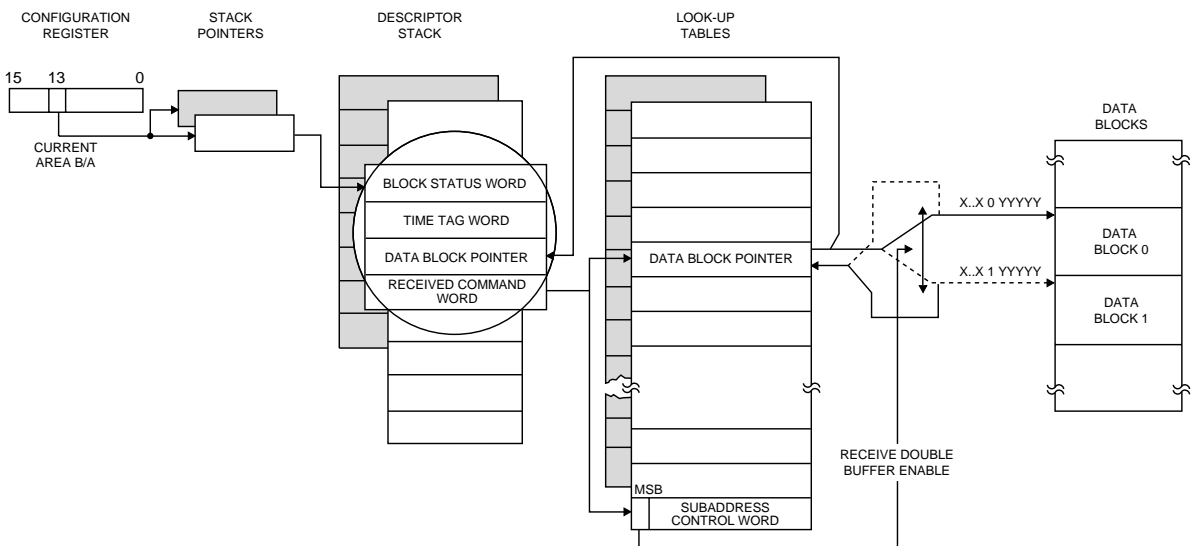 CONFIGURATION
REGISTER
STACK
POINTERS
DESCRIPTOR
STACK
LOOK-UP
TABLES
15 13 0
CURRENT
AREA B/A
BLOCK STATUS WORD
TIME TAG WORD
DATA BLOCK POINTER
RECEIVED COMMAND
WORD
DATA BLOCK POINTER
MSB
SUBADDRESS
CONTROL WORD
X..X 0 YYYYY
X..X 1 YYYYY
RECEIVE DOUBLE
BUFFER ENABLE
DATA
BLOCKS
DATA
BLOCK 0
DATA
BLOCK 1